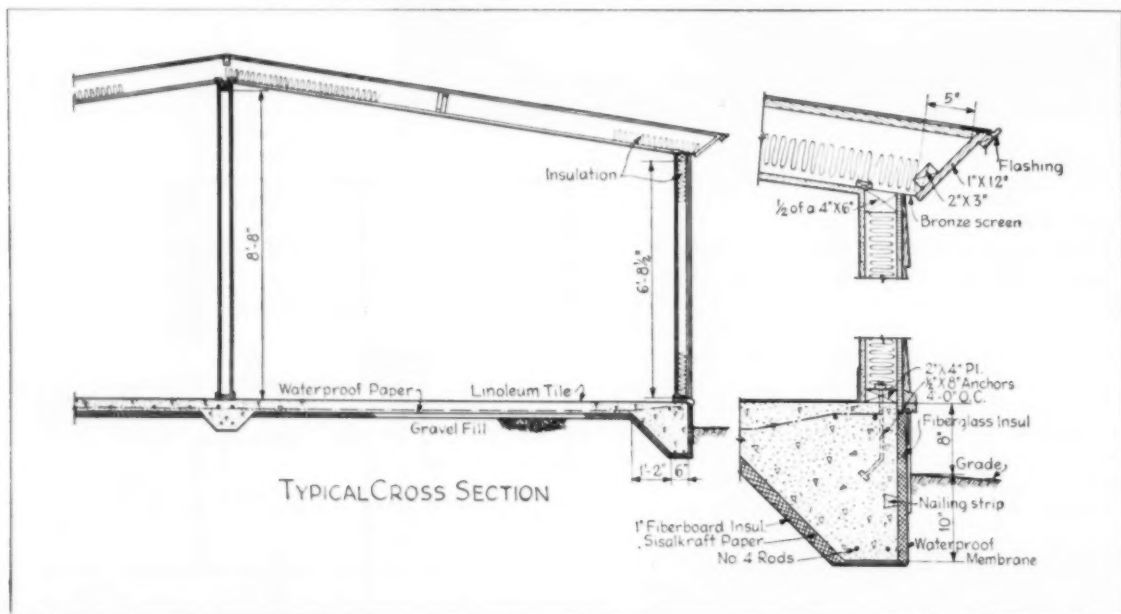 5"
Flashing
1"X12"
2"X3"
Bronze screen
½ of a 4"X6"
Insulation
8'-8"
6'-8½"
Waterproof Paper
Linoleum Tile
Gravel Fill
1'-2"
6"
TYPICAL CROSS SECTION
2"X4" Pl.
½"X8" Anchors
4'-0" O.C.
Fiberglass Insul
8"
Grade
Nailing strip
10"
1" Fiberboard Insul.
Sisalkraft Paper
No. 4 Rods
Waterproof
Membrane